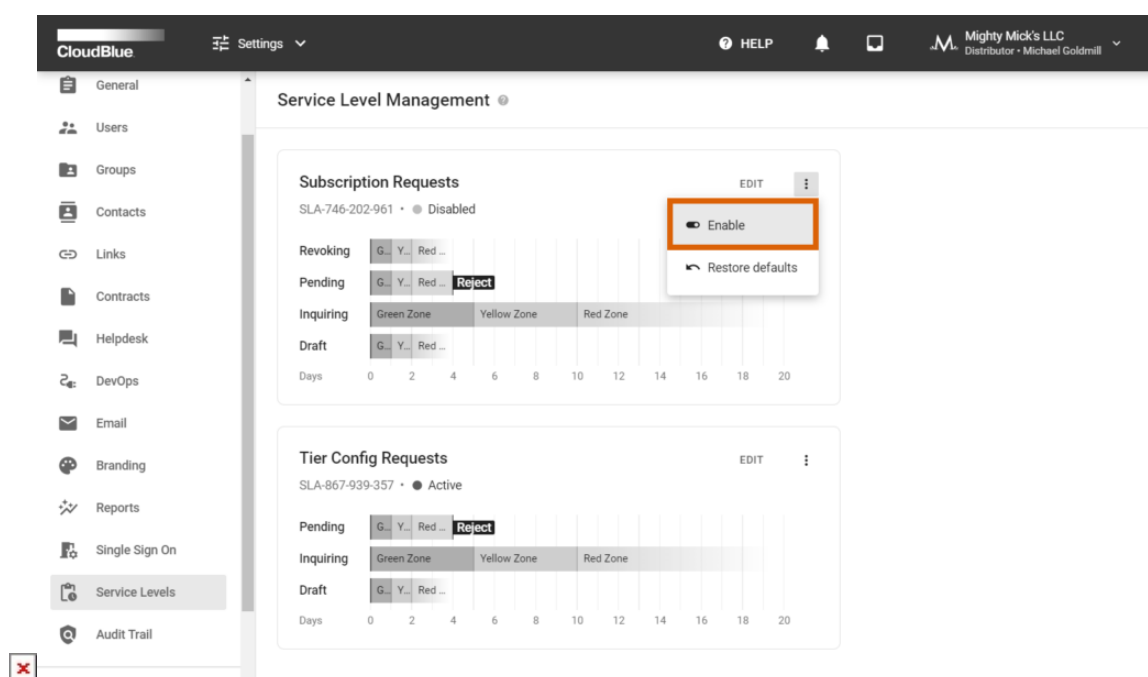 CloudBlue
Settings
HELP
Mighty Mick's LLC
Distributor • Michael Goldmill
General
Users
Groups
Contacts
Links
Contracts
Helpdesk
DevOps
Email
Branding
Reports
Single Sign On
Service Levels
Audit Trail
Service Level Management
Subscription Requests
EDIT
SLA-746-202-961 • Disabled
Enable
Restore defaults
Revoking G... Y... Red ...
Pending G... Y... Red ... Reject
Inquiring Green Zone Yellow Zone Red Zone
Draft G... Y... Red ...
Days 0 2 4 6 8 10 12 14 16 18 20
Tier Config Requests
EDIT
SLA-867-939-357 • Active
Pending G... Y... Red ... Reject
Inquiring Green Zone Yellow Zone Red Zone
Draft G... Y... Red ...
Days 0 2 4 6 8 10 12 14 16 18 20